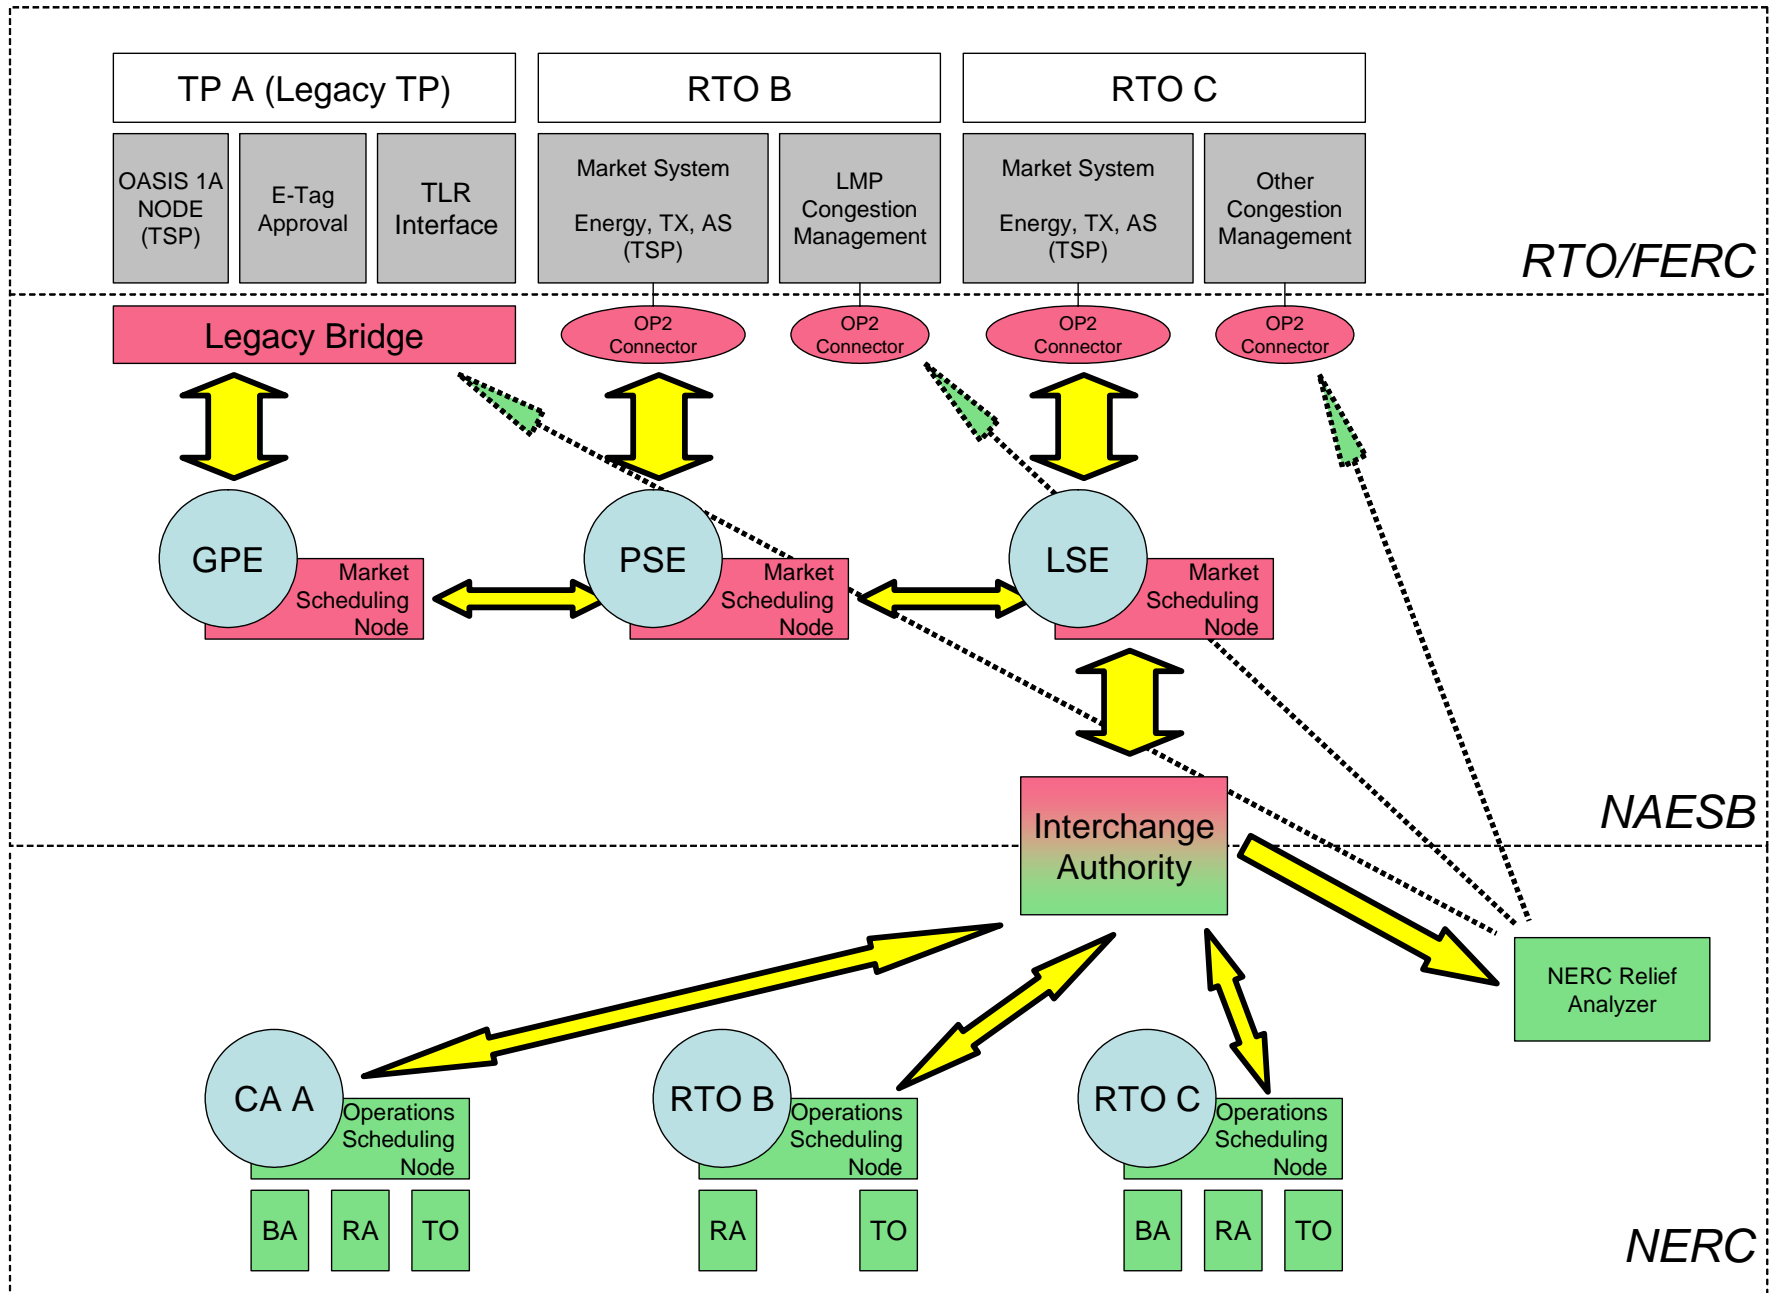 TP A (Legacy TP)
RTO B
RTO C
OASIS 1A
NODE
(TSP)
E-Tag
Approval
TLR
Interface
Market System
Energy, TX, AS
(TSP)
LMP
Congestion
Management
Market System
Energy, TX, AS
(TSP)
Other
Congestion
Management
RTO/FERC
Legacy Bridge
OP2
Connector
OP2
Connector
OP2
Connector
OP2
Connector
GPE
Market
Scheduling
Node
PSE
Market
Scheduling
Node
LSE
Market
Scheduling
Node
Interchange
Authority
NAESB
NERC Relief
Analyzer
CA A
Operations
Scheduling
Node
RTO B
Operations
Scheduling
Node
RTO C
Operations
Scheduling
Node
BA
RA
TO
RA
TO
BA
RA
TO
NERC